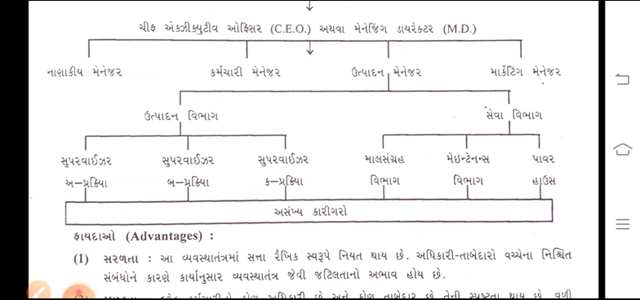 ચીફ એકઝીક્યુટીવ ઓફિસર (C.E.O.) અથવા મેનેજિંગ ડાયરેક્ટર (M.D.)
નાણાકીય મેનેજર કર્મચારી મેનેજર ઉત્પાદન મેનેજર માર્કેટિંગ મેનેજર
ઉત્પાદન વિભાગ સેવા વિભાગ
સુપરવાઈઝર સુપરવાઈઝર સુપરવાઈઝર માલસંગ્રહ મેઇન્ટેનન્સ પાવર
અ–પ્રક્રિયા બ–પ્રક્રિયા ક–પ્રક્રિયા વિભાગ વિભાગ હાઉસ
અસંખ્ય કારીગરો
ફાયદાઓ (Advantages) :
(1) સરળતા : આ વ્યવસ્થાતંત્રમાં સત્તા રૈખિક સ્વરૂપે નિયત થાય છે. અધિકારી-તાબેદારો વચ્ચેના નિશ્ચિત
સંબંધોને કારણે કાર્યાનુસાર વ્યવસ્થાતંત્ર જેવી જટિલતાનો અભાવ હોય છે.